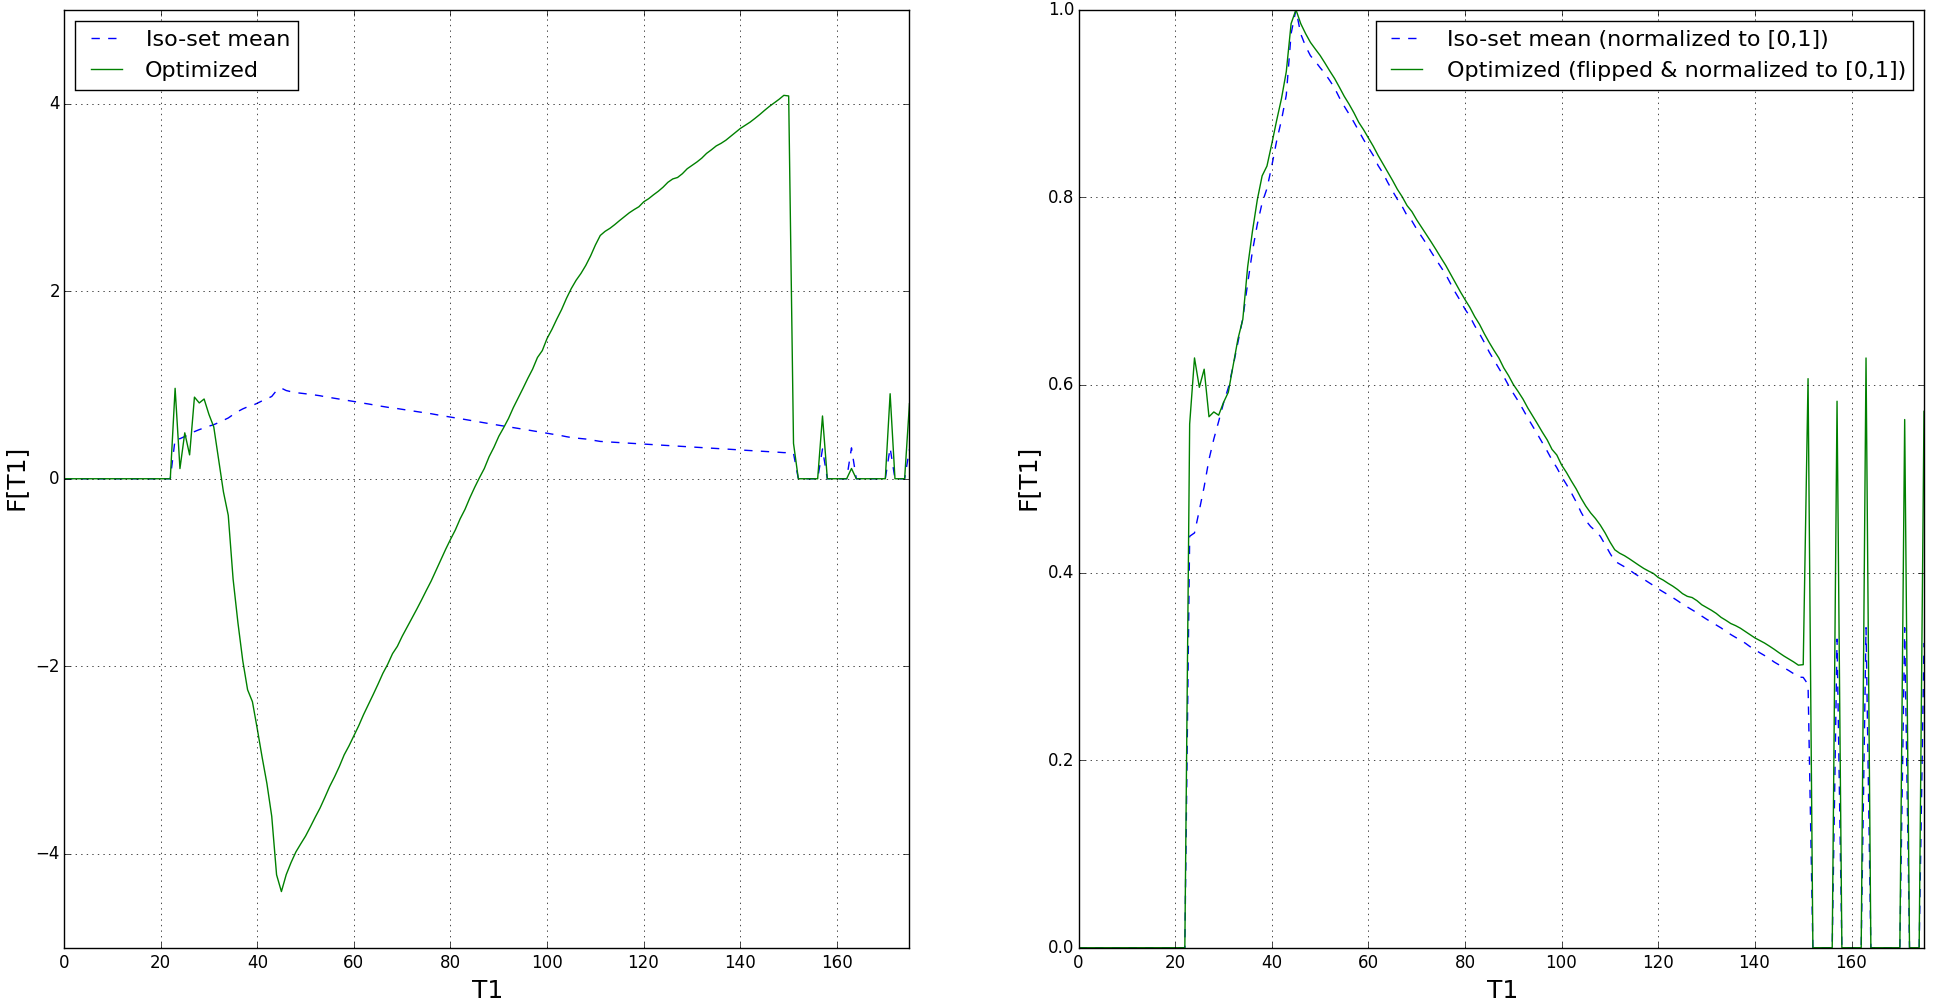 Iso-set mean
Optimized
4
2
0
−2
−4
F[T1]
0 20 40 60 80 100 120 140 160
T1
Iso-set mean (normalized to [0,1])
Optimized (flipped & normalized to [0,1])
1.0
0.8
0.6
0.4
0.2
0.0
F[T1]
0 20 40 60 80 100 120 140 160
T1